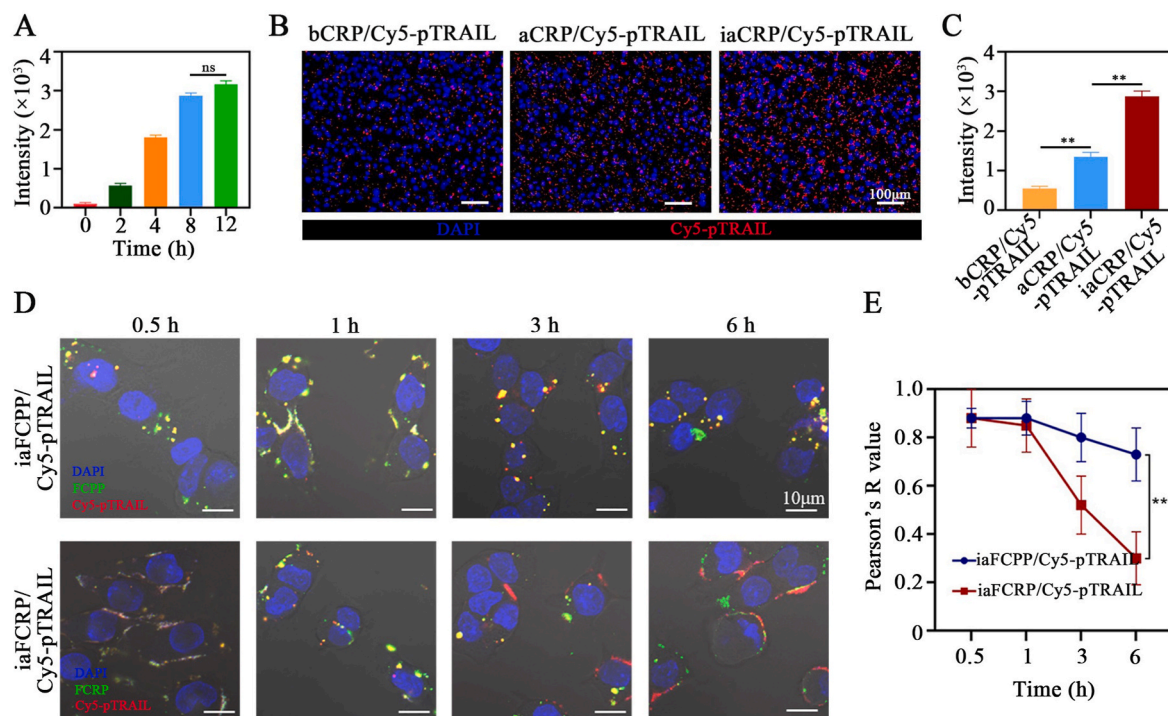 A
Intensity (×10³)
4
3
2
1
0
ns
0 2 4 8 12
Time (h)
B
bCRP/Cy5-pTRAIL aCRP/Cy5-pTRAIL iaCRP/Cy5-pTRAIL
100μm
DAPI Cy5-pTRAIL
C
Intensity (×10³)
4
3
2
1
0
**
**
bCRP/Cy5
-pTRAIL
aCRP/Cy5
-pTRAIL
iaCRP/Cy5
-pTRAIL
D
0.5 h 1 h 3 h 6 h
iaFCPP/
Cy5-pTRAIL
DAPI
FCPP
Cy5-pTRAIL
10μm
iaFCRP/
Cy5-pTRAIL
DAPI
FCRP
Cy5-pTRAIL
E
Pearson's R value
1.0
0.8
0.6
0.4
0.2
0
**
iaFCPP/Cy5-pTRAIL
iaFCRP/Cy5-pTRAIL
0.5 1 3 6
Time (h)